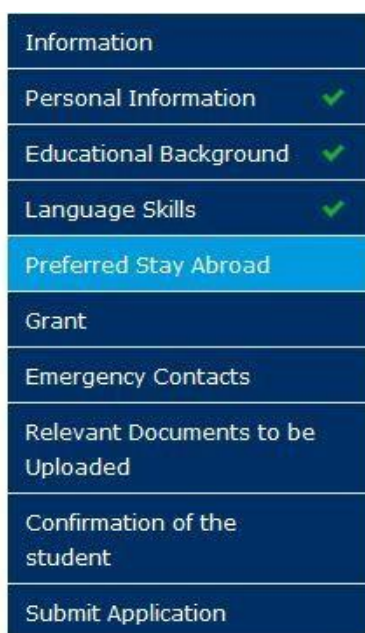 Information
Personal Information
Educational Background
Language Skills
Preferred Stay Abroad
Grant
Emergency Contacts
Relevant Documents to be
Uploaded
Confirmation of the
student
Submit Application